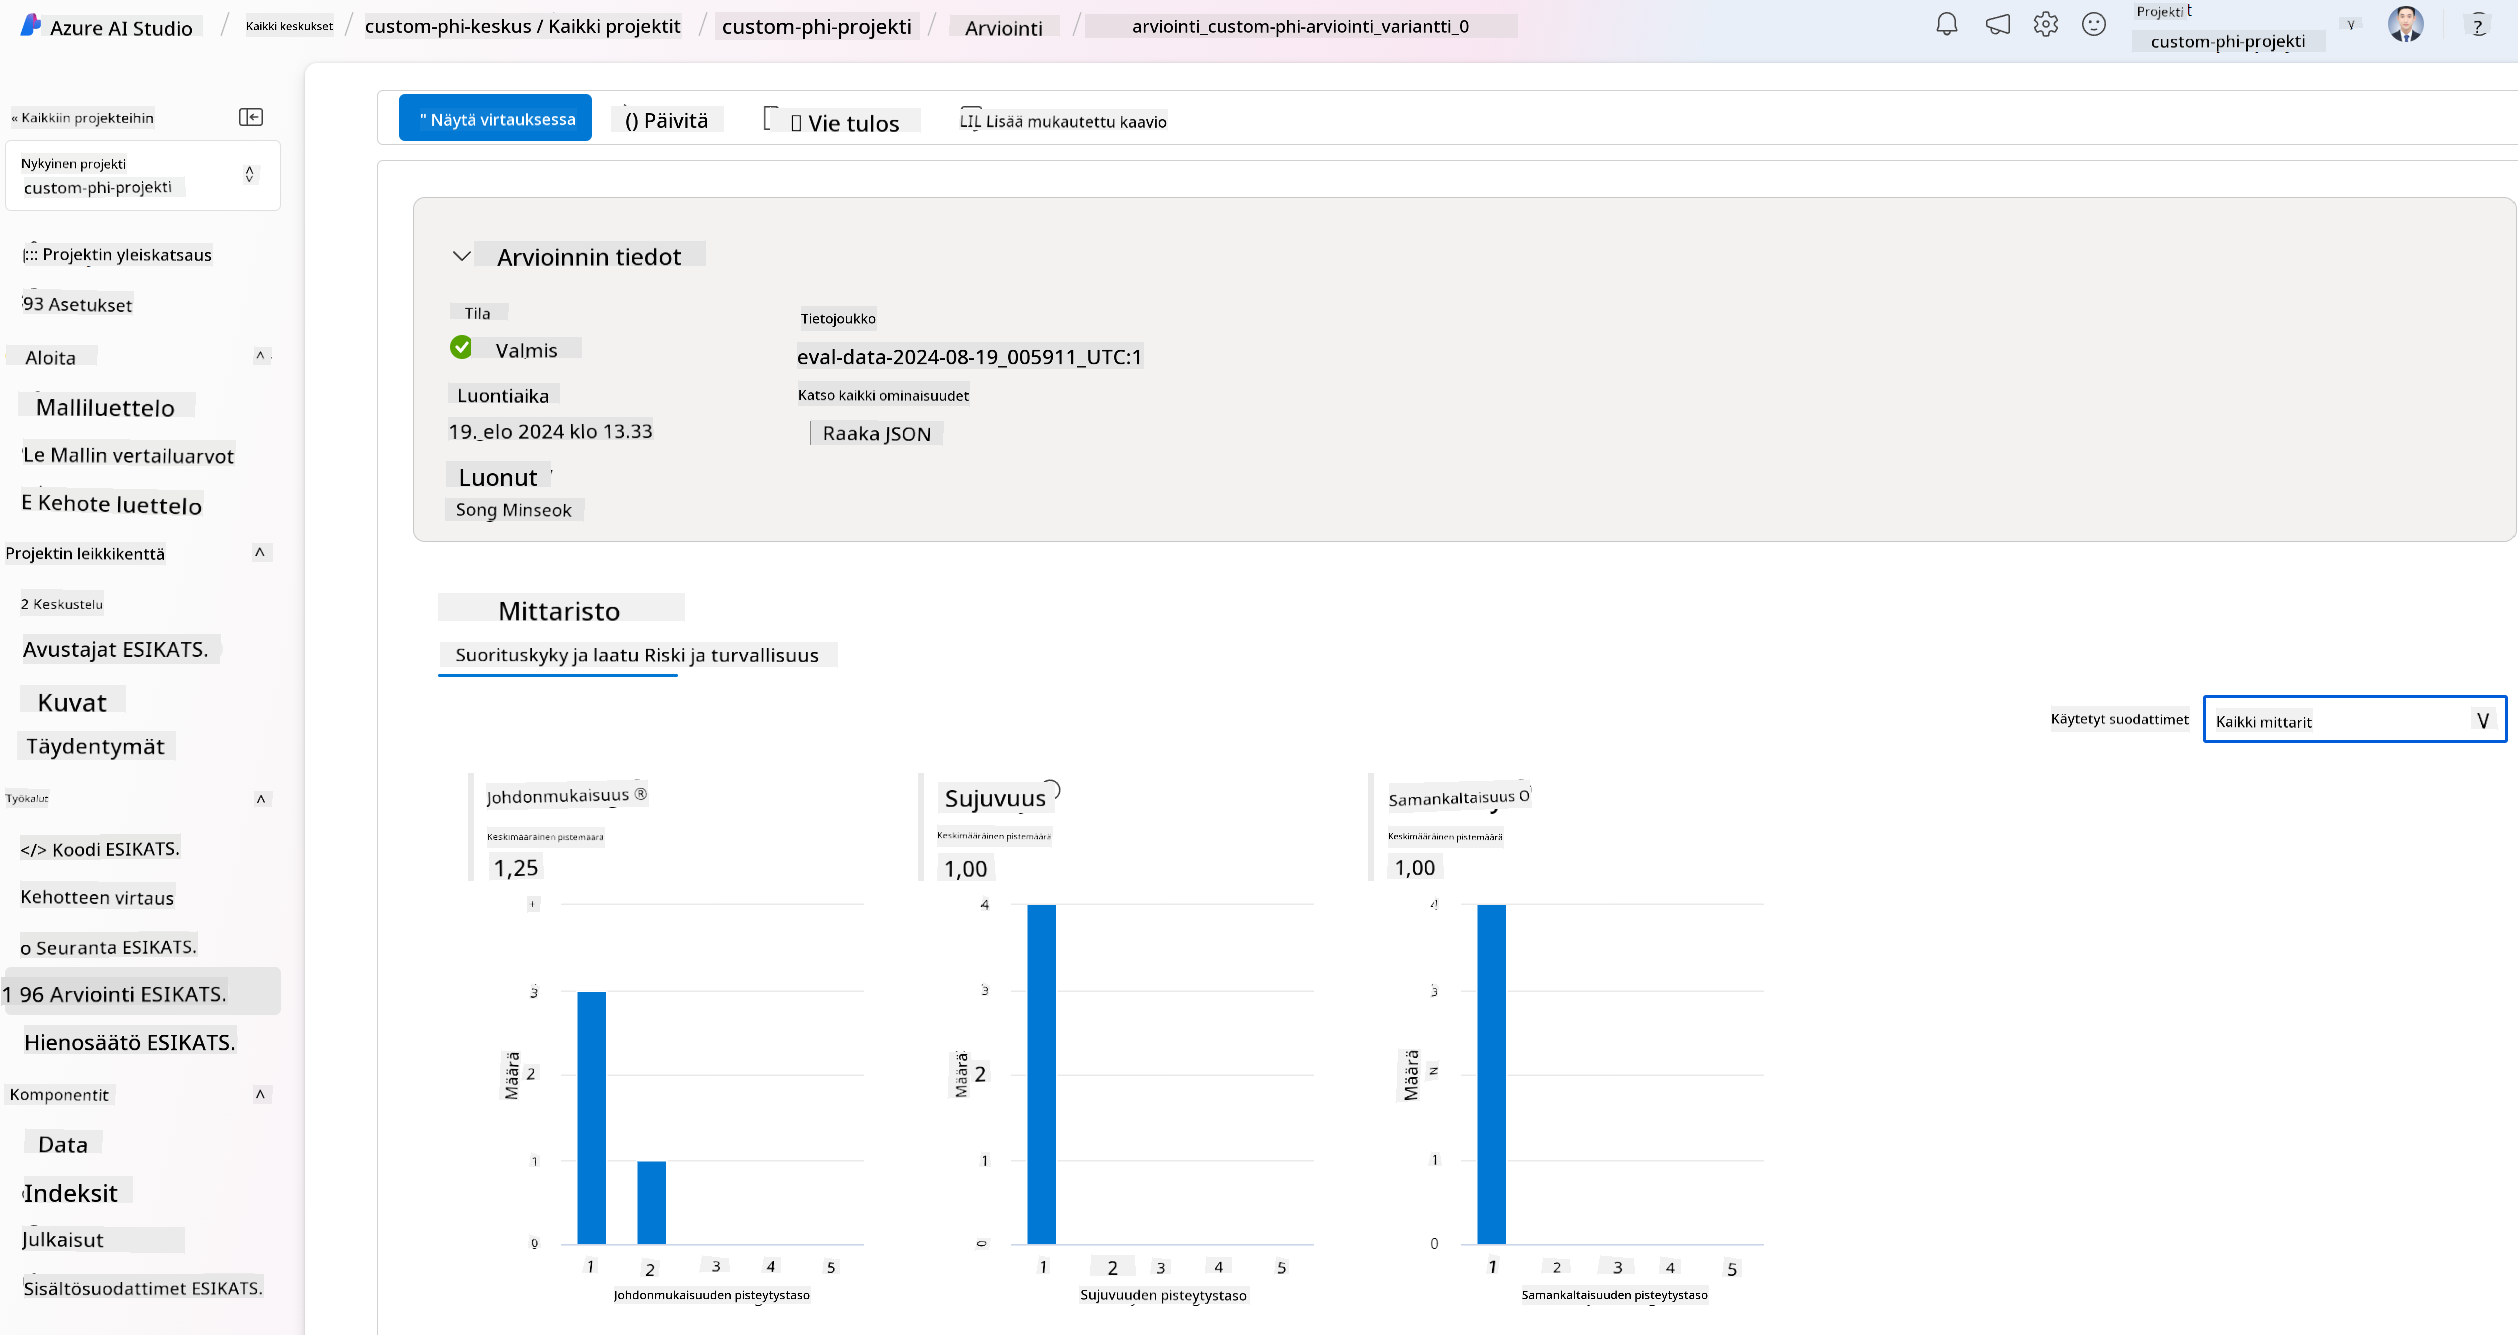 Azure AI Studio / Kaikki keskukset / custom-phi-keskus / Kaikki projektit / custom-phi-projekti / Arviointi / arviointi_custom-phi-arviointi_variantti_0
Projekti
custom-phi-projekti
?
« Kaikkiin projekteihin
Nykyinen projekti
custom-phi-projekti
::: Projektin yleiskatsaus
93 Asetukset
Aloita
Malliluettelo
Le Mallin vertailuarvot
E Kehote luettelo
Projektin leikkikenttä
2 Keskustelu
Avustajat ESIKATS.
Kuvat
Täydentymät
Työkalut
</> Koodi ESIKATS.
Kehotteen virtaus
o Seuranta ESIKATS.
1 96 Arviointi ESIKATS.
Hienosäätö ESIKATS.
Komponentit
Data
Indeksit
Julkaisut
Sisältösuodattimet ESIKATS.
" Näytä virtauksessa
() Päivitä
Vie tulos
LIL Lisää mukautettu kaavio
Arvioinnin tiedot
Tila
Valmis
Luontiaika
19. elo 2024 klo 13.33
Luonut
Song Minseok
Tietojoukko
eval-data-2024-08-19_005911_UTC:1
Katso kaikki ominaisuudet
Raaka JSON
Mittaristo
Suorituskyky ja laatu Riski ja turvallisuus
Käytetyt suodattimet
Kaikki mittarit
Johdonmukaisuus ®
Keskimääräinen pistemäärä
1,25
3
2
1
0
Määrä
1 2 3 4 5
Johdonmukaisuuden pisteytystaso
Sujuvuus
Keskimääräinen pistemäärä
1,00
4
3
2
1
0
Määrä
1 2 3 4 5
Sujuvuuden pisteytystaso
Samankaltaisuus O
Keskimääräinen pistemäärä
1,00
4
3
2
1
0
Määrä
1 2 3 4 5
Samankaltaisuuden pisteytystaso